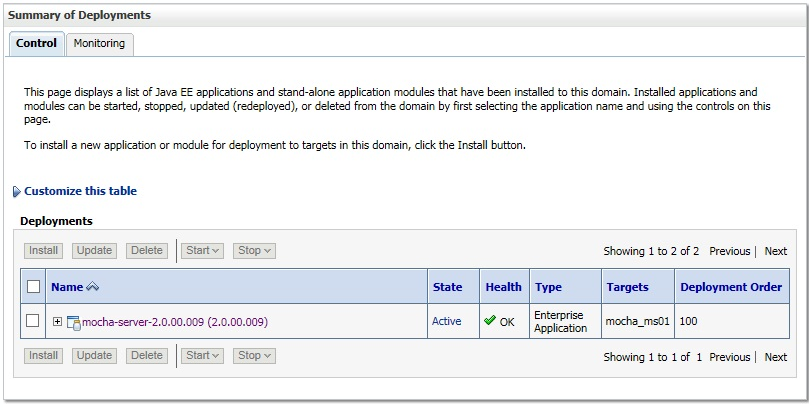 Summary of Deployments
Control Monitoring
This page displays a list of Java EE applications and stand-alone application modules that have been installed to this domain. Installed applications and
modules can be started, stopped, updated (redeployed), or deleted from the domain by first selecting the application name and using the controls on this
page.
To install a new application or module for deployment to targets in this domain, click the Install button.
Customize this table
Deployments
Install Update Delete Start Stop Showing 1 to 2 of 2 Previous | Next
Name State Health Type Targets Deployment Order
mocha-server-2.0.00.009 (2.0.00.009) Active OK Enterprise Application mocha_ms01 100
Install Update Delete Start Stop Showing 1 to 1 of 1 Previous | Next